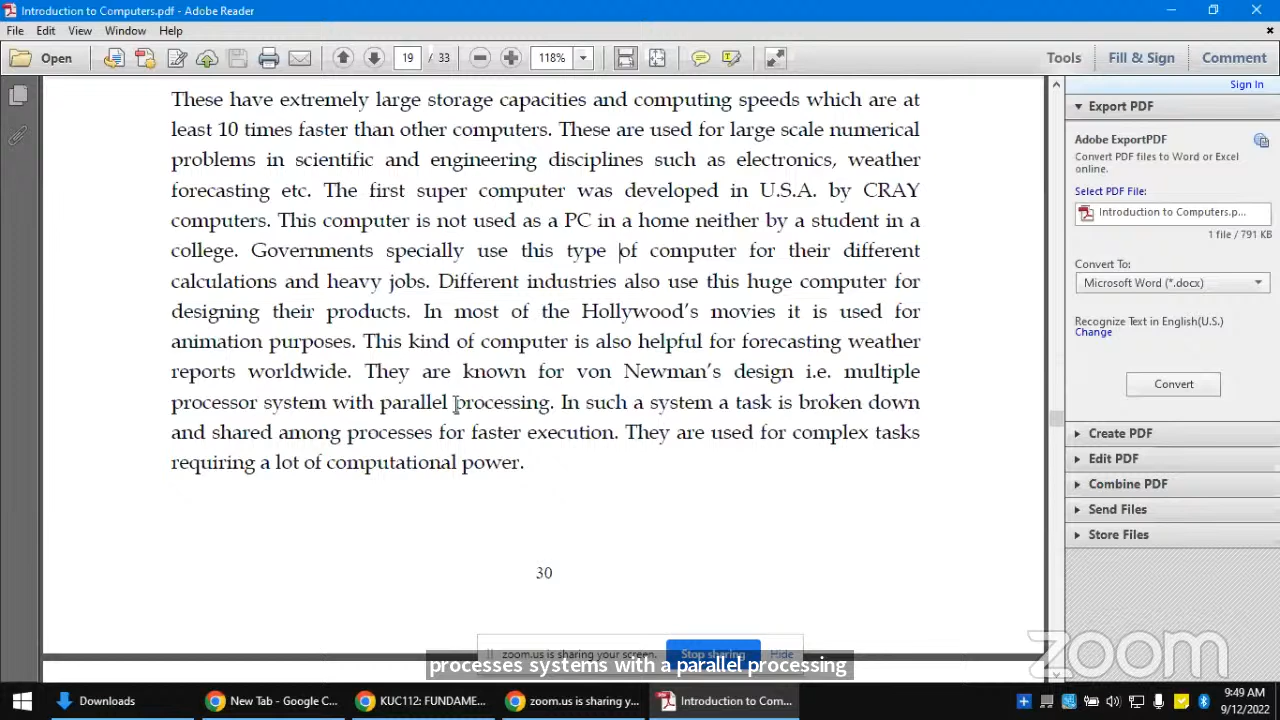 Introduction to Computers.pdf - Adobe Reader
File Edit View Window Help
Open 19 / 33 118% Tools Fill & Sign Comment
These have extremely large storage capacities and computing speeds which are at
least 10 times faster than other computers. These are used for large scale numerical
problems in scientific and engineering disciplines such as electronics, weather
forecasting etc. The first super computer was developed in U.S.A. by CRAY
computers. This computer is not used as a PC in a home neither by a student in a
college. Governments specially use this type of computer for their different
calculations and heavy jobs. Different industries also use this huge computer for
designing their products. In most of the Hollywood's movies it is used for
animation purposes. This kind of computer is also helpful for forecasting weather
reports worldwide. They are known for von Newman's design i.e. multiple
processor system with parallel processing. In such a system a task is broken down
and shared among processes for faster execution. They are used for complex tasks
requiring a lot of computational power.
30
Sign In
Export PDF
Adobe ExportPDF
Convert PDF files to Word or Excel
online.
Select PDF File:
Introduction to Computers.p...
1 file / 791 KB
Convert To:
Microsoft Word (*.docx)
Recognize Text in English(U.S.)
Change
Convert
Create PDF
Edit PDF
Combine PDF
Send Files
Store Files
zoom.us is sharing your screen. Stop sharing Hide
processes systems with a parallel processing
zoom
Downloads New Tab - Google C... KUC112: FUNDAME... zoom.us is sharing y... Introduction to Com...
9:49 AM
9/12/2022